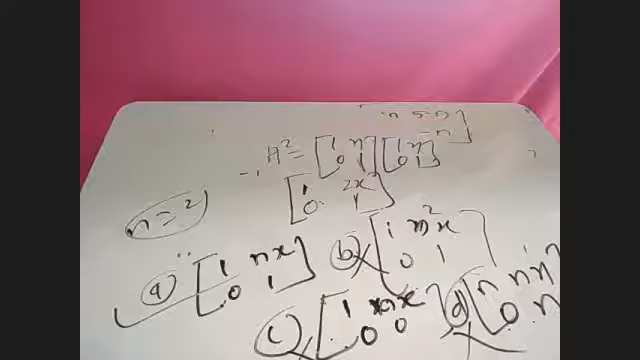 A² = [1 x 0 1] [1 x 0 1]
[1 2x 0 1]
n = 2
a) [1 nx 0 1] b) [1 n²x 0 1]
c) [1 nx 0 0] d) [n nx 0 n]